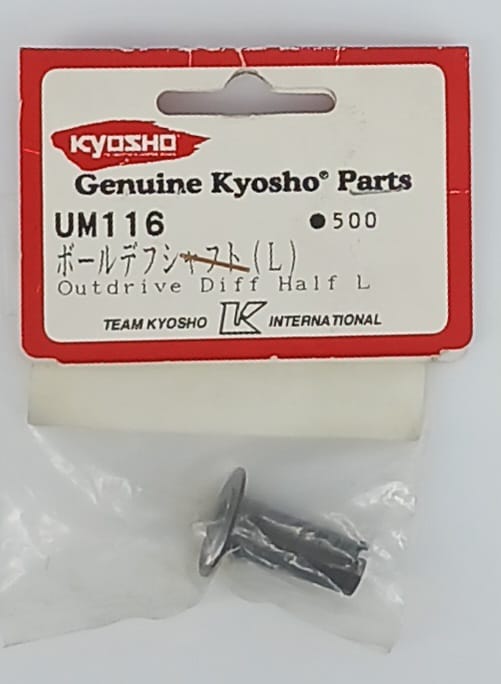 KYOSHO
Genuine Kyosho® Parts
UM116 ●500
ボールデフシャフト(L)
Outdrive Diff Half L
TEAM KYOSHO K INTERNATIONAL